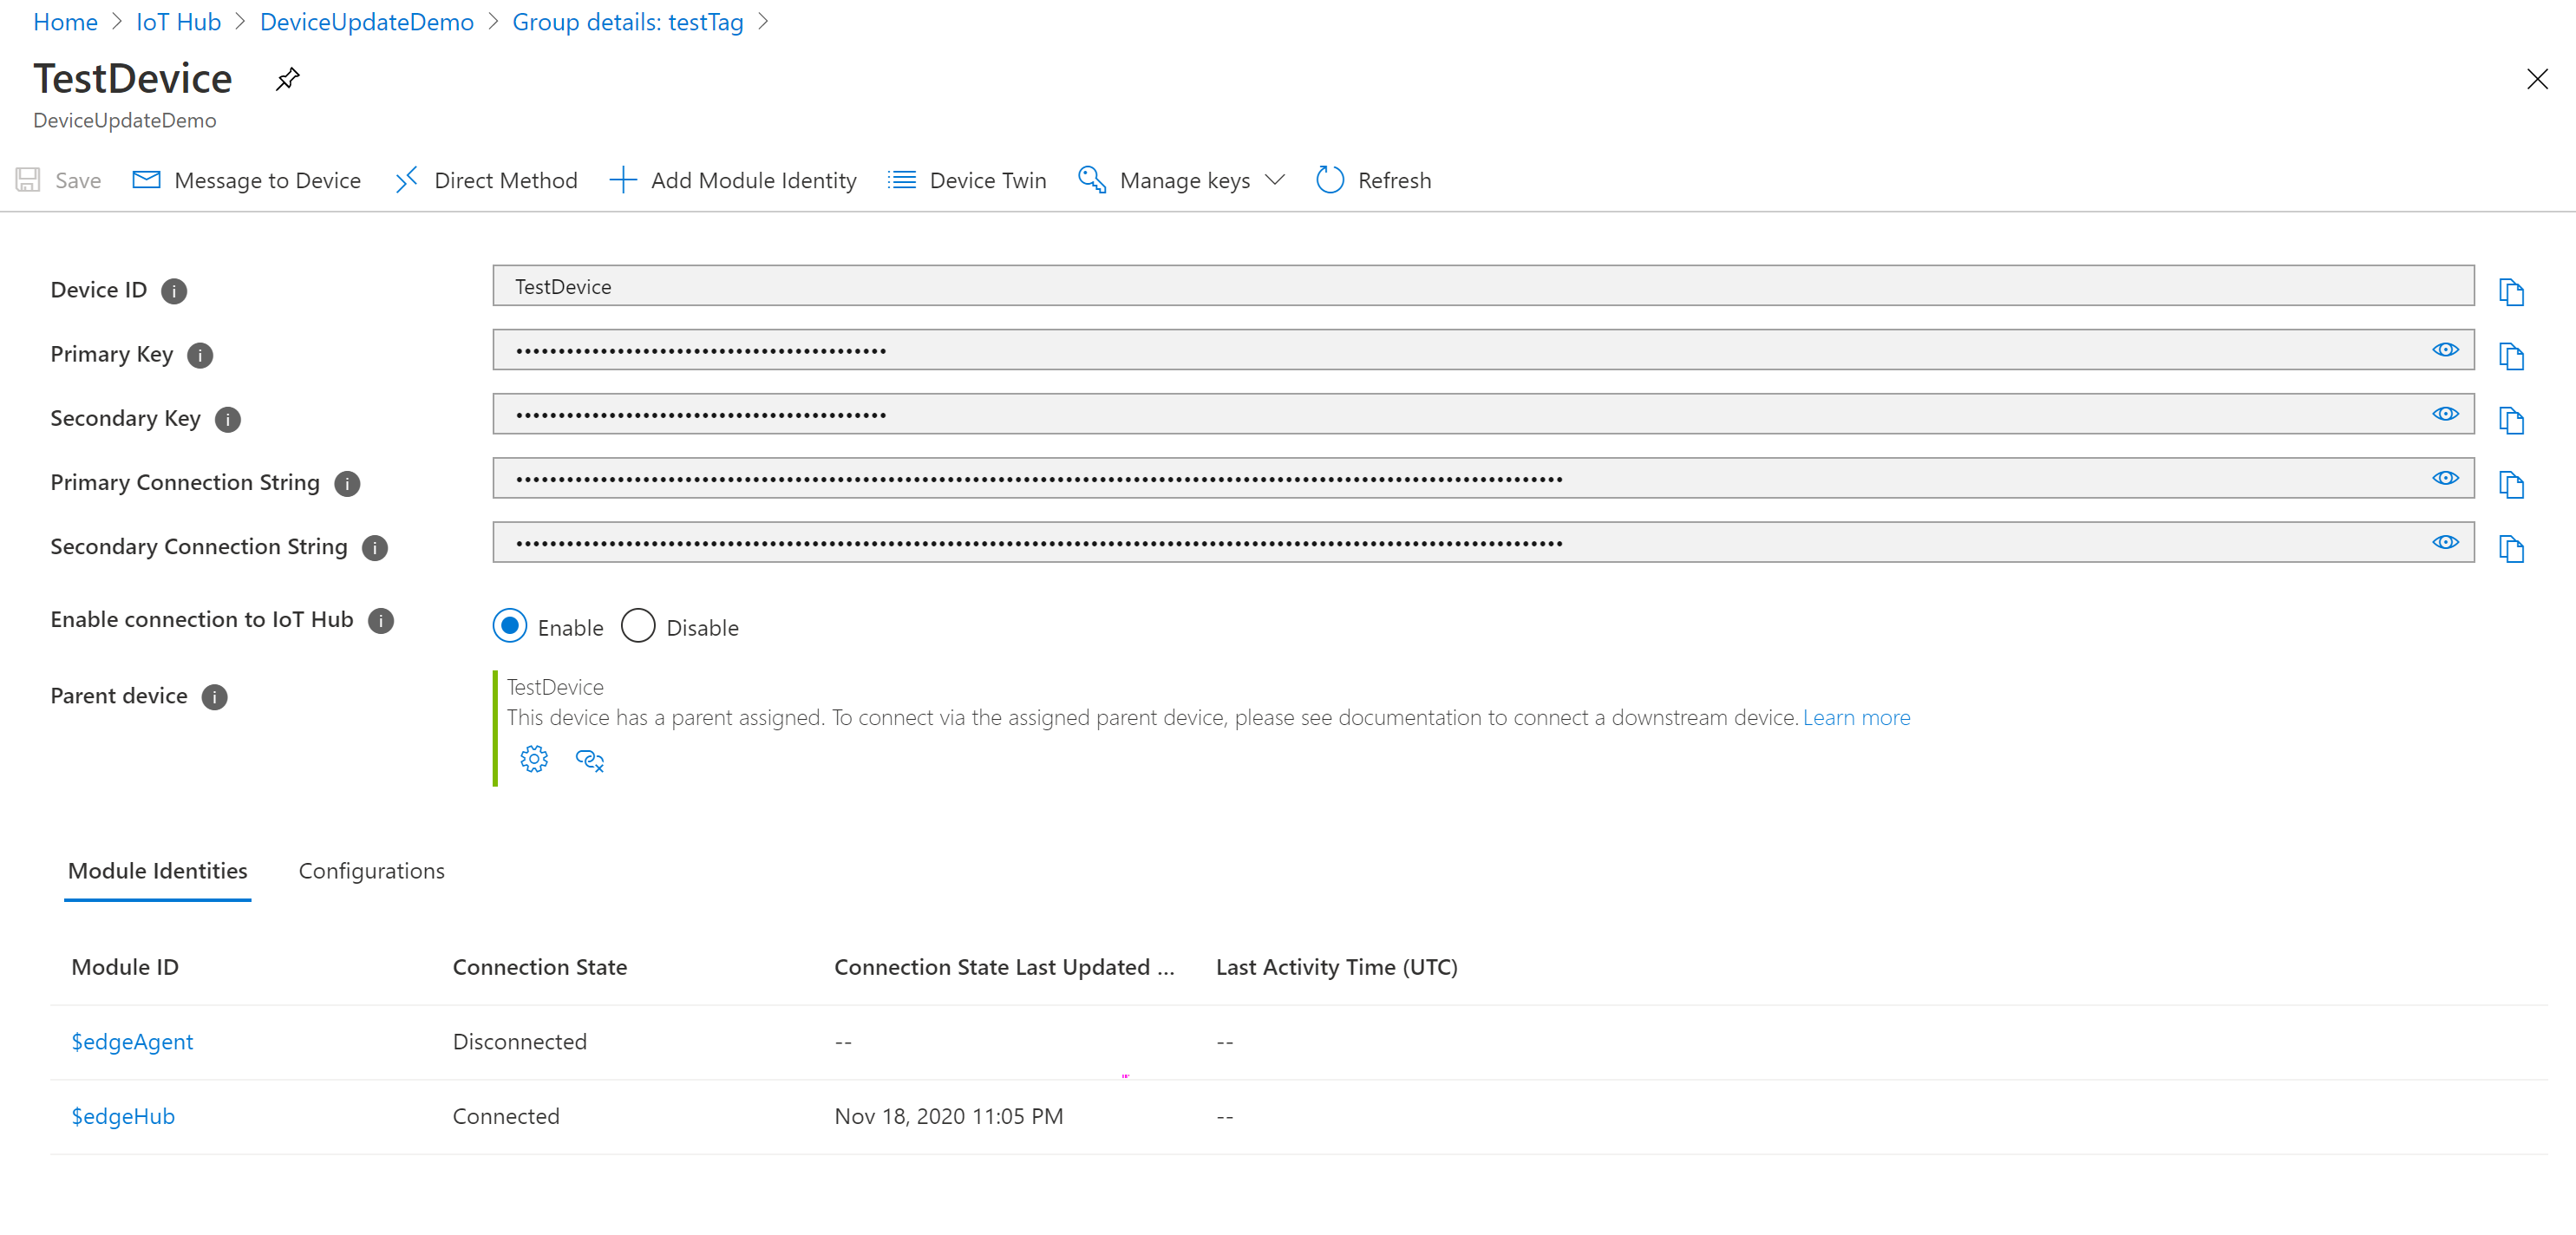 Home > IoT Hub > DeviceUpdateDemo > Group details: testTag >
TestDevice
DeviceUpdateDemo
Save Message to Device Direct Method Add Module Identity Device Twin Manage keys Refresh
Device ID i TestDevice
Primary Key i
Secondary Key i
Primary Connection String i
Secondary Connection String i
Enable connection to IoT Hub i Enable Disable
Parent device i
TestDevice
This device has a parent assigned. To connect via the assigned parent device, please see documentation to connect a downstream device. Learn more
Module Identities Configurations
Module ID Connection State Connection State Last Updated ... Last Activity Time (UTC)
$edgeAgent Disconnected -- --
$edgeHub Connected Nov 18, 2020 11:05 PM --